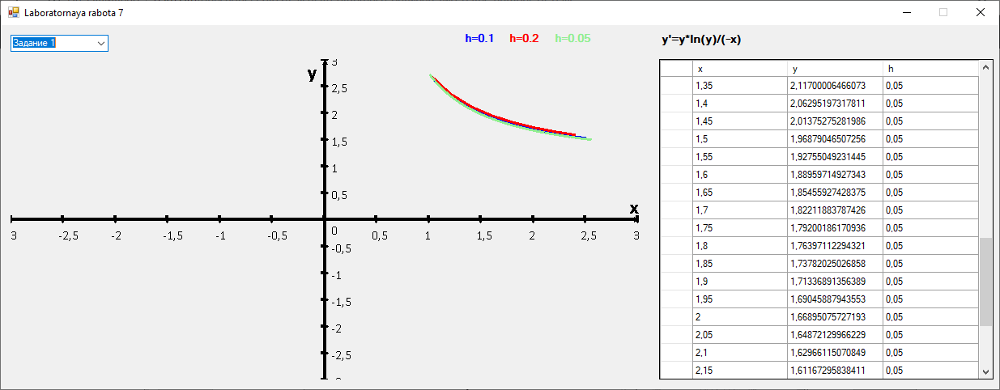 Laboratornaya rabota 7
Задание 1
h=0.1 h=0.2 h=0.05
y'=y*ln(y)/(-x)
y
3
2,5
2
1,5
1
0,5
x
3 -2,5 -2 -1,5 -1 -0,5 0 0,5 1 1,5 2 2,5 3
-0,5
-1
-1,5
-2
-2,5
x y h
1,35 2,11700006466073 0,05
1,4 2,06295197317811 0,05
1,45 2,01375275281986 0,05
1,5 1,96879046507256 0,05
1,55 1,92755049231445 0,05
1,6 1,88959714927343 0,05
1,65 1,85455927428375 0,05
1,7 1,82211883787426 0,05
1,75 1,79200186170936 0,05
1,8 1,76397112294321 0,05
1,85 1,73782025026858 0,05
1,9 1,71336891356389 0,05
1,95 1,69045887943553 0,05
2 1,66895075727193 0,05
2,05 1,64872129966229 0,05
2,1 1,62966115070849 0,05
2,15 1,61167295838411 0,05